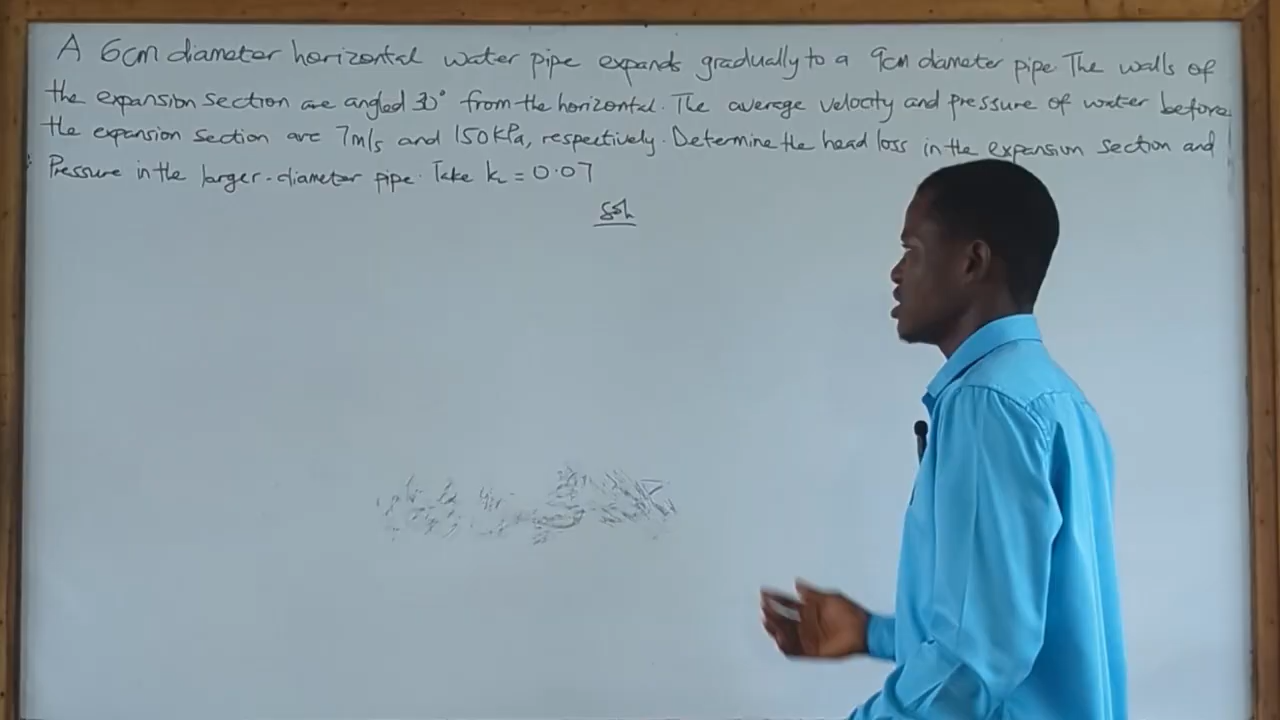 A 6cm diameter horizontal water pipe expands gradually to a 9cm diameter pipe. The walls of
the expansion section are angled 30° from the horizontal. The average velocity and pressure of water before
the expansion section are 7m/s and 150kPa, respectively. Determine the head loss in the expansion section and
Pressure in the larger-diameter pipe. Take kL = 0.07
Soln